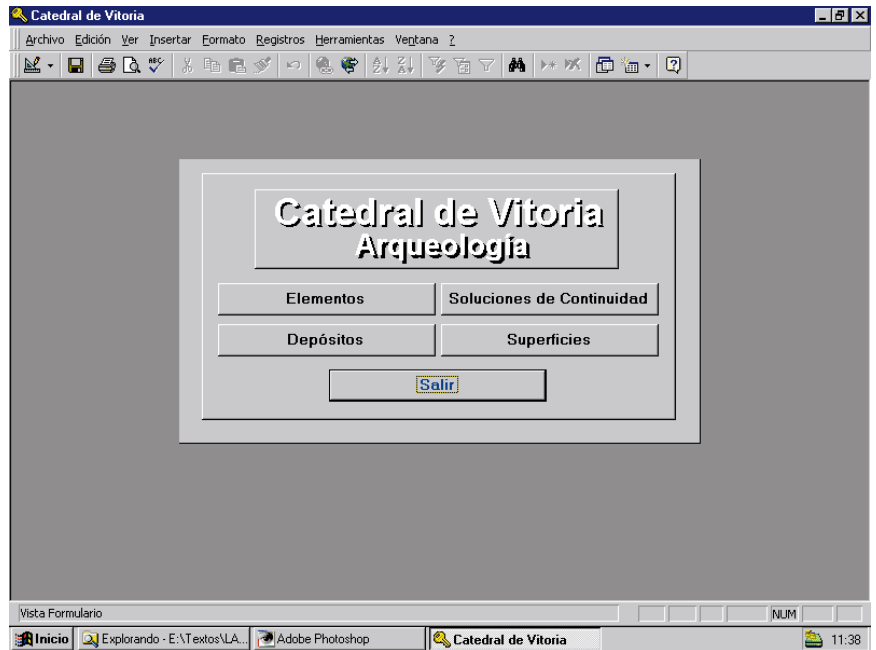 Catedral de Vitoria
Archivo Edición Ver Insertar Formato Registros Herramientas Ventana ?
Catedral de Vitoria
Arqueología
Elementos Soluciones de Continuidad
Depósitos Superficies
Salir
Vista Formulario NUM
Inicio Explorando - E:\Textos\LA... Adobe Photoshop Catedral de Vitoria 11:38